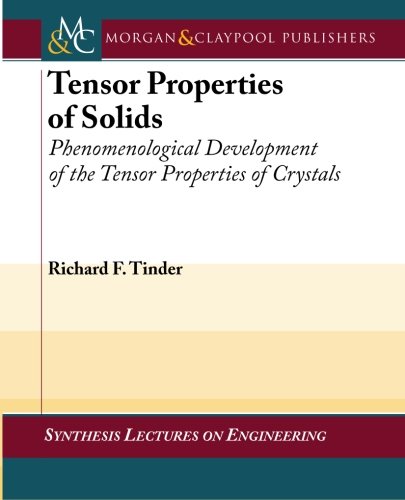 M
&C
MORGAN&CLAYPOOL PUBLISHERS
Tensor Properties
of Solids
Phenomenological Development
of the Tensor Properties of Crystals
Richard F. Tinder
SYNTHESIS LECTURES ON ENGINEERING